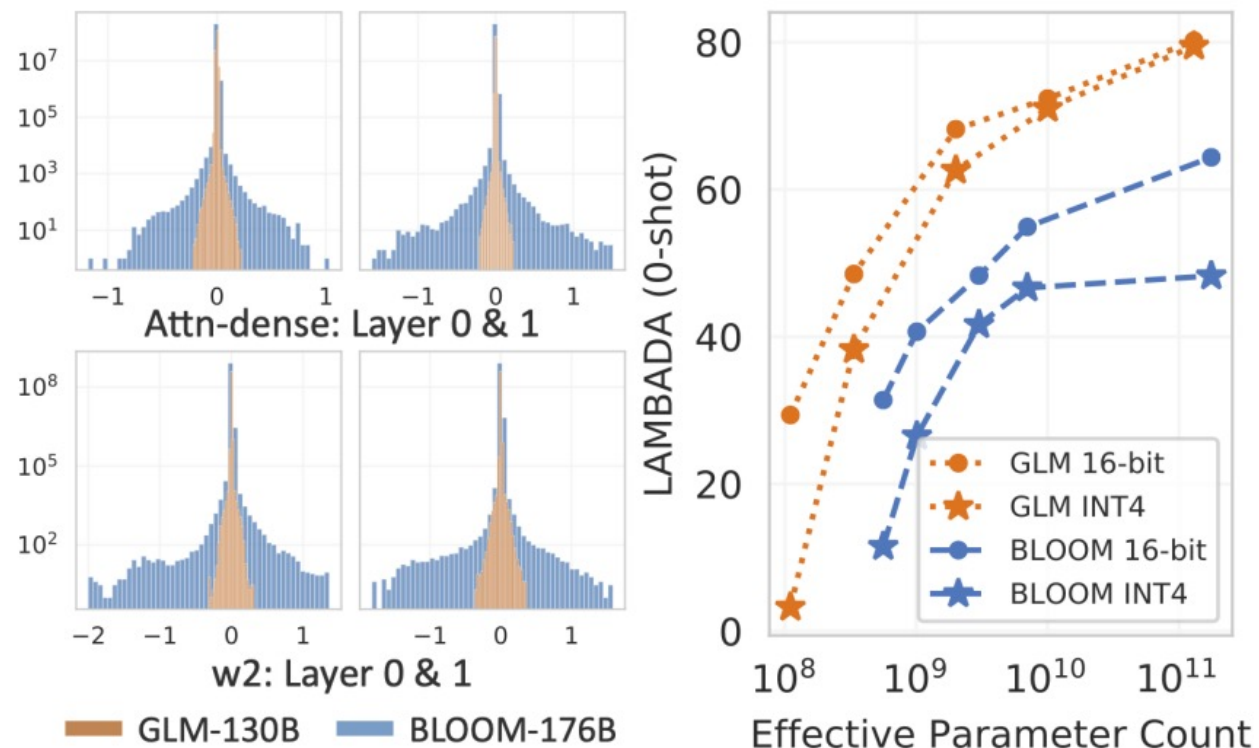 10⁷
10⁵
10³
10¹
−1 0 1
−1 0 1
Attn-dense: Layer 0 & 1
10⁸
10⁵
10²
−2 −1 0 1
−1 0 1
w2: Layer 0 & 1
GLM-130B BLOOM-176B
LAMBADA (0-shot)
80
60
40
20
0
GLM 16-bit
GLM INT4
BLOOM 16-bit
BLOOM INT4
10⁸ 10⁹ 10¹⁰ 10¹¹
Effective Parameter Count